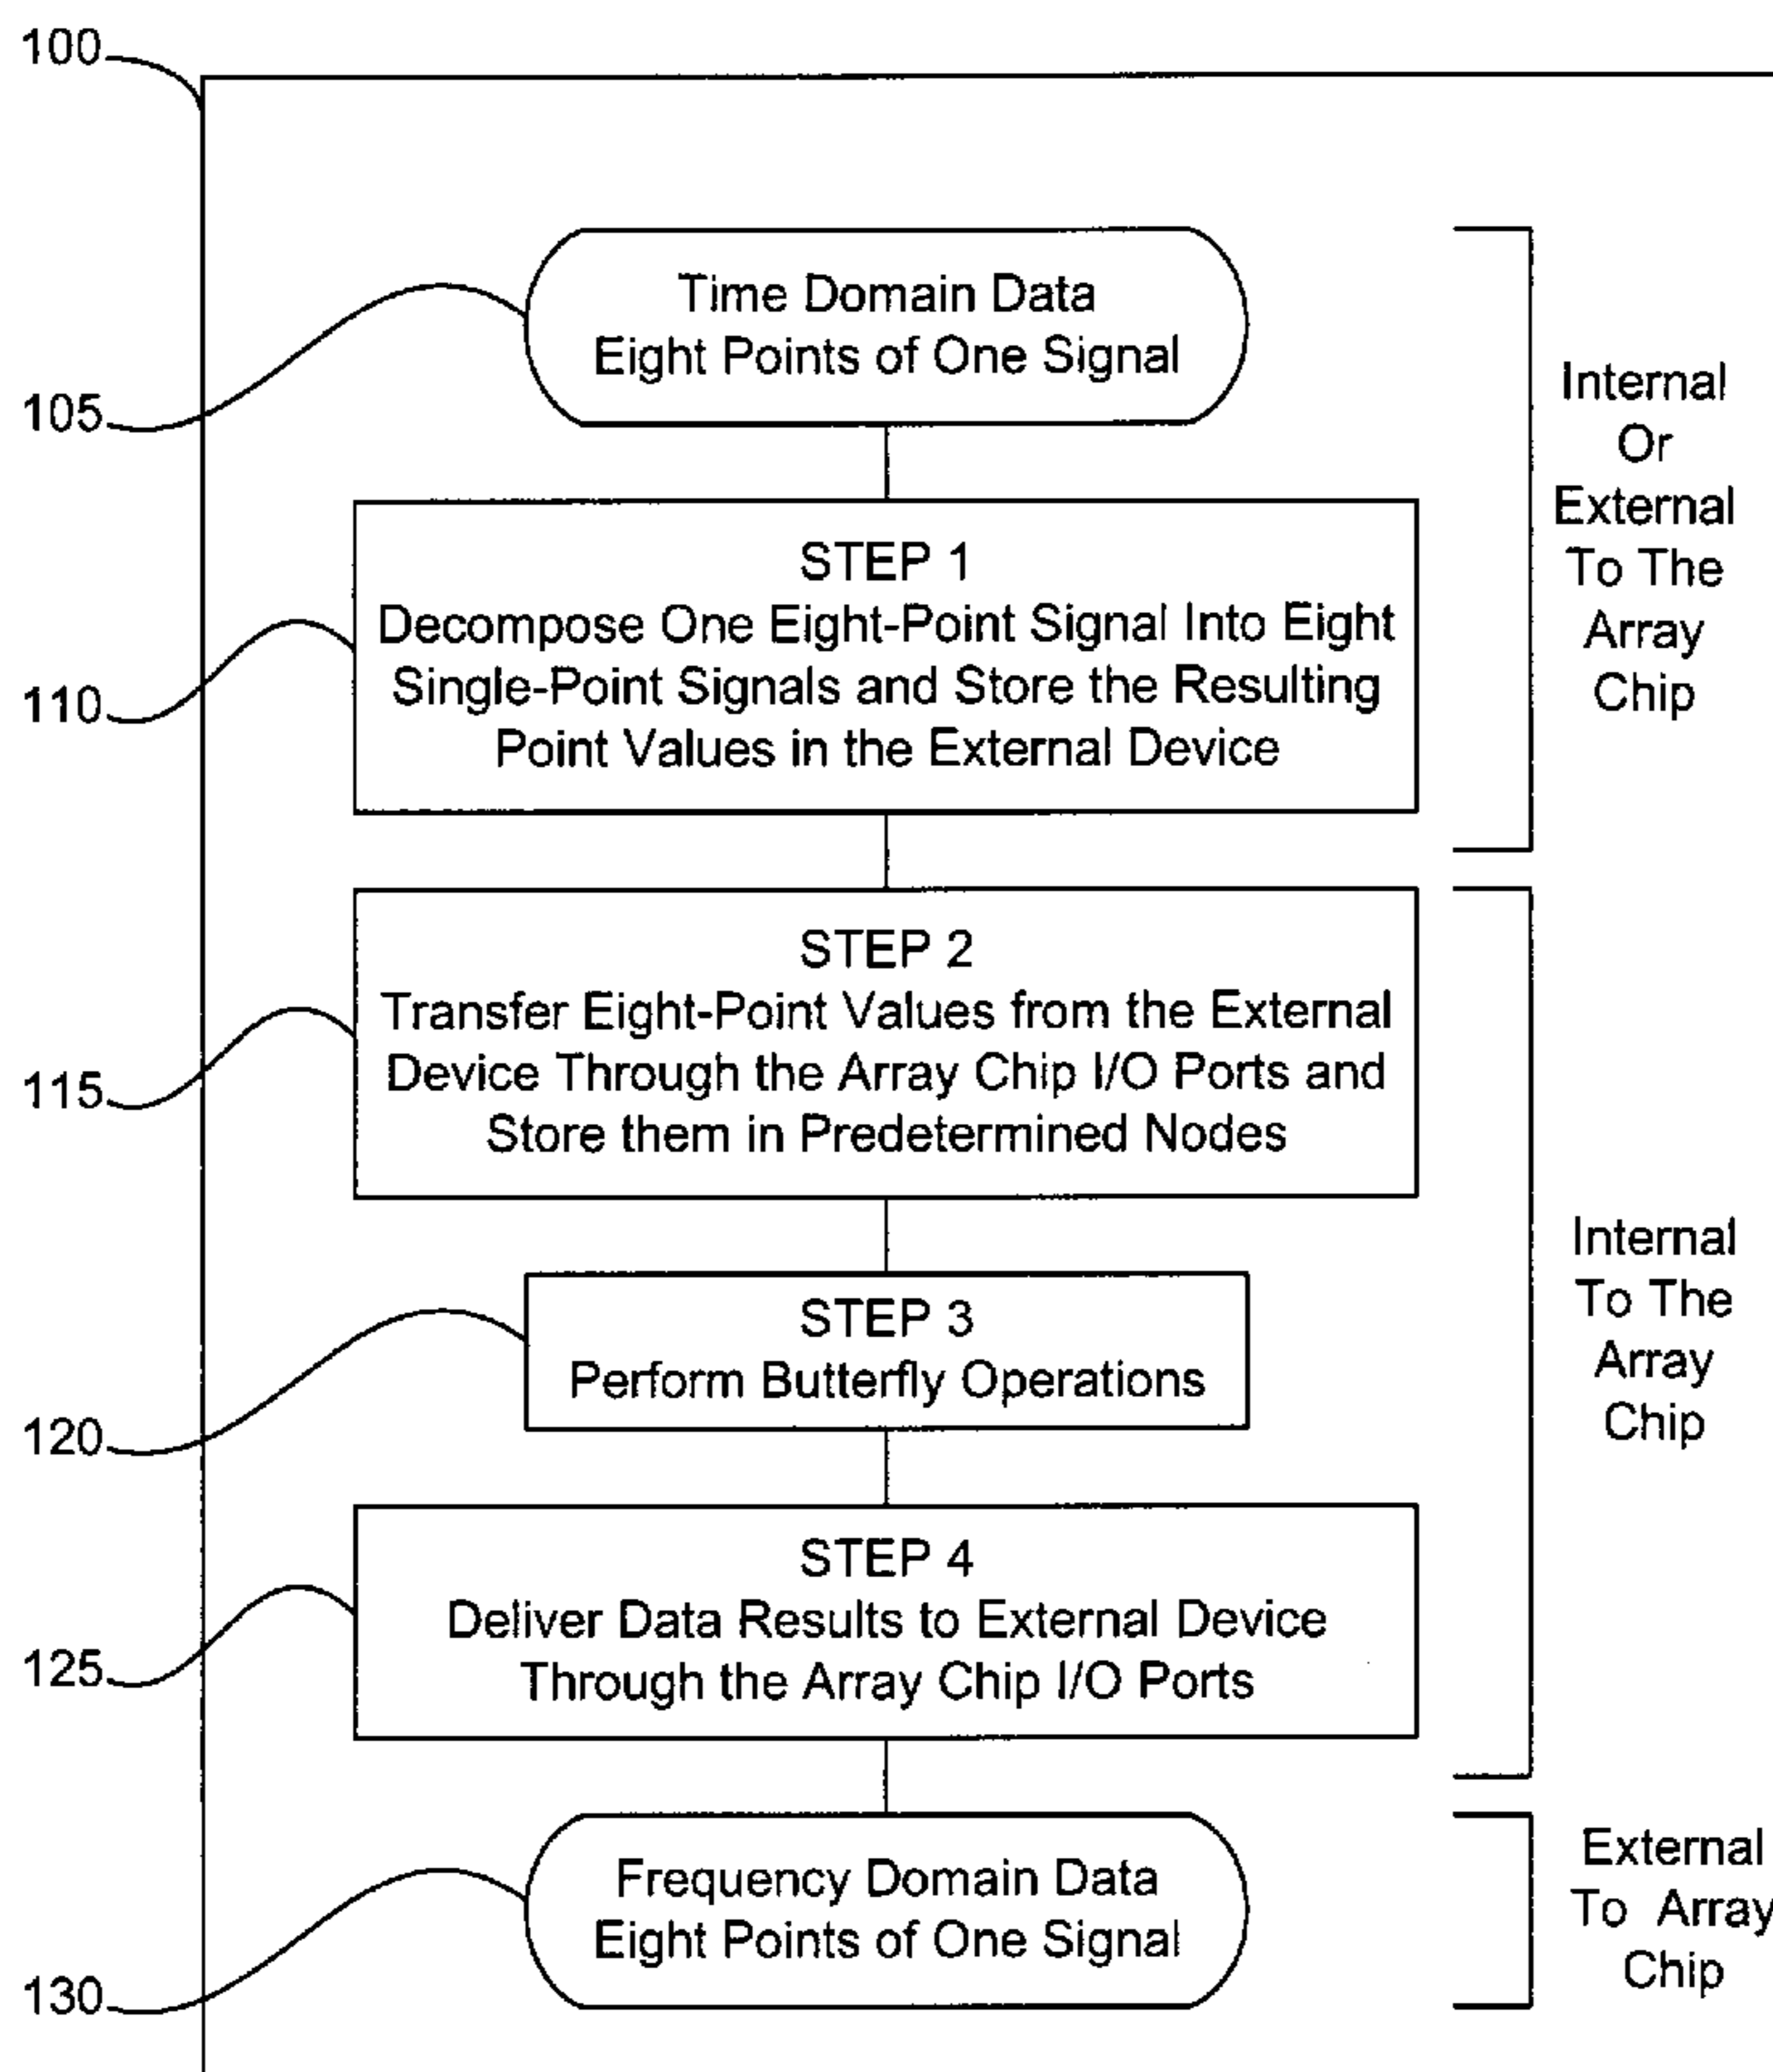 100
105
Time Domain Data
Eight Points of One Signal
110
STEP 1
Decompose One Eight-Point Signal Into Eight
Single-Point Signals and Store the Resulting
Point Values in the External Device
Internal
Or
External
To The
Array
Chip
115
STEP 2
Transfer Eight-Point Values from the External
Device Through the Array Chip I/O Ports and
Store them in Predetermined Nodes
120
STEP 3
Perform Butterfly Operations
125
STEP 4
Deliver Data Results to External Device
Through the Array Chip I/O Ports
Internal
To The
Array
Chip
130
Frequency Domain Data
Eight Points of One Signal
External
To Array
Chip